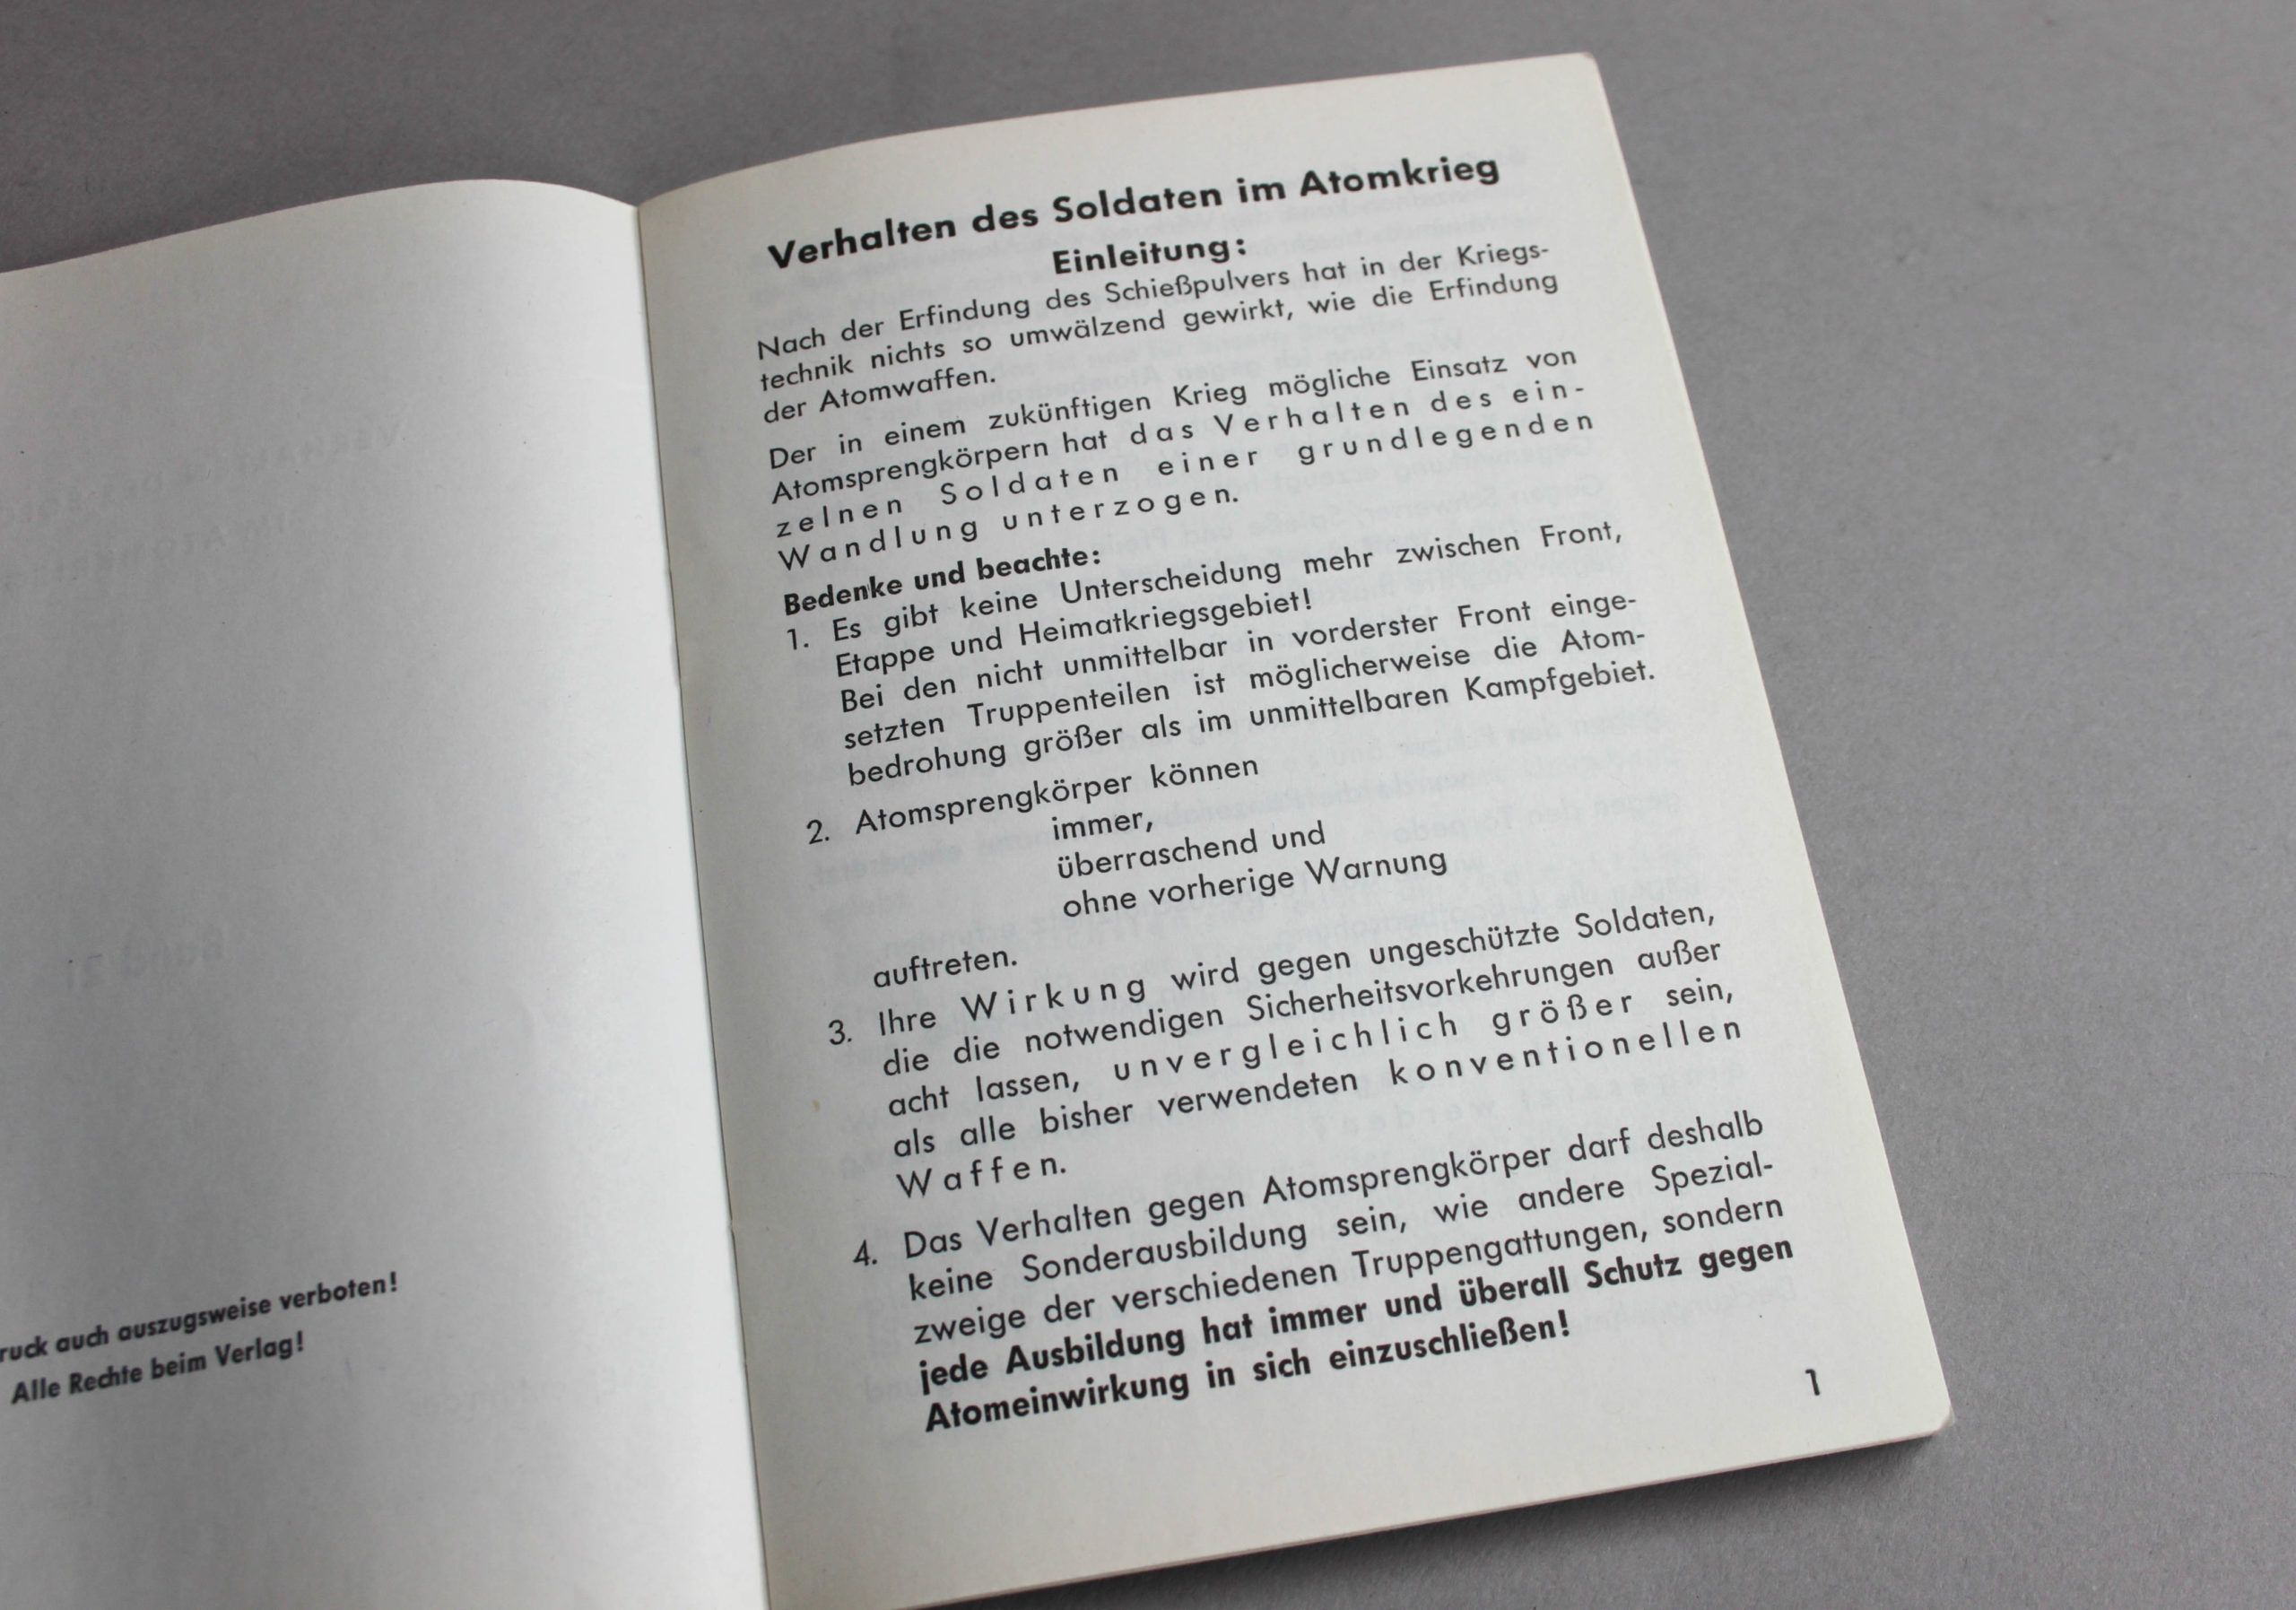 ruck auch auszugsweise verboten!
Alle Rechte beim Verlag!
Verhalten des Soldaten im Atomkrieg
Einleitung:
Nach der Erfindung des Schießpulvers hat in der Kriegs-
technik nichts so umwälzend gewirkt, wie die Erfindung
der Atomwaffen.
Der in einem zukünftigen Krieg mögliche Einsatz von
Atomsprengkörpern hat das Verhalten des ein-
zelnen Soldaten einer grundlegenden
Wandlung unterzogen.
Bedenke und beachte:
1. Es gibt keine Unterscheidung mehr zwischen Front,
Etappe und Heimatkriegsgebiet!
Bei den nicht unmittelbar in vorderster Front einge-
setzten Truppenteilen ist möglicherweise die Atom-
bedrohung größer als im unmittelbaren Kampfgebiet.
2. Atomsprengkörper können
immer,
überraschend und
ohne vorherige Warnung
auftreten.
3. Ihre Wirkung wird gegen ungeschützte Soldaten,
die die notwendigen Sicherheitsvorkehrungen außer
acht lassen, unvergleichlich größer sein,
als alle bisher verwendeten konventionellen
Waffen.
4. Das Verhalten gegen Atomsprengkörper darf deshalb
keine Sonderausbildung sein, wie andere Spezial-
zweige der verschiedenen Truppengattungen, sondern
jede Ausbildung hat immer und überall Schutz gegen
Atomeinwirkung in sich einzuschließen!
1